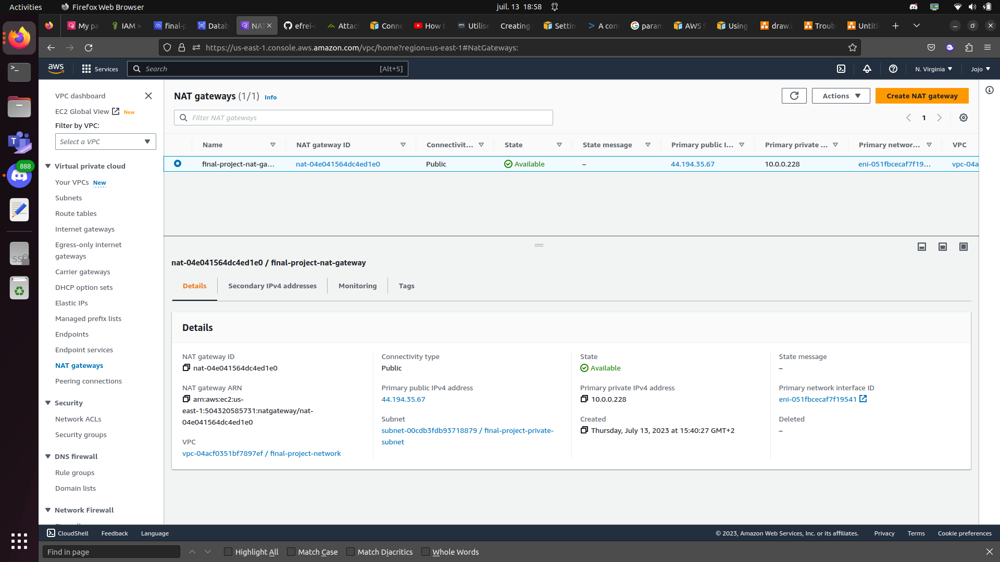 Activities
Firefox Web Browser
juil. 13 18:58
My pa
IAM >
final-p
Datab
NAT
efrei-
Attac
Conne
How t
Utilise
Creating
Settin
A com
param
AWS S
Using
draw.
Troub
Untitl
https://us-east-1.console.aws.amazon.com/vpc/home?region=us-east-1#NatGateways:
aws
Services
Search
[Alt+S]
N. Virginia
Jojo
888
VPC dashboard
EC2 Global View New
Filter by VPC:
Select a VPC
Virtual private cloud
Your VPCs New
Subnets
Route tables
Internet gateways
Egress-only internet
gateways
Carrier gateways
DHCP option sets
Elastic IPs
Managed prefix lists
Endpoints
Endpoint services
NAT gateways
Peering connections
Security
Network ACLs
Security groups
DNS firewall
Rule groups
Domain lists
Network Firewall
NAT gateways (1/1) Info
Actions
Create NAT gateway
Filter NAT gateways
1
Name
NAT gateway ID
Connectivit...
State
State message
Primary public I...
Primary private ...
Primary networ...
VPC
final-project-nat-ga...
nat-04e041564dc4ed1e0
Public
Available
–
44.194.35.67
10.0.0.228
eni-051fbcecaf7f19...
vpc-04a
nat-04e041564dc4ed1e0 / final-project-nat-gateway
Details
Secondary IPv4 addresses
Monitoring
Tags
Details
NAT gateway ID
nat-04e041564dc4ed1e0
NAT gateway ARN
arn:aws:ec2:us-
east-1:504320585731:natgateway/nat-
04e041564dc4ed1e0
VPC
vpc-04acf0351bf7897ef / final-project-network
Connectivity type
Public
Primary public IPv4 address
44.194.35.67
Subnet
subnet-00cdb3fdb93718879 / final-project-private-
subnet
State
Available
Primary private IPv4 address
10.0.0.228
Created
Thursday, July 13, 2023 at 15:40:27 GMT+2
State message
–
Primary network interface ID
eni-051fbcecaf7f19541
Deleted
–
CloudShell
Feedback
Language
© 2023, Amazon Web Services, Inc. or its affiliates.
Privacy
Terms
Cookie preferences
Find in page
Highlight All
Match Case
Match Diacritics
Whole Words